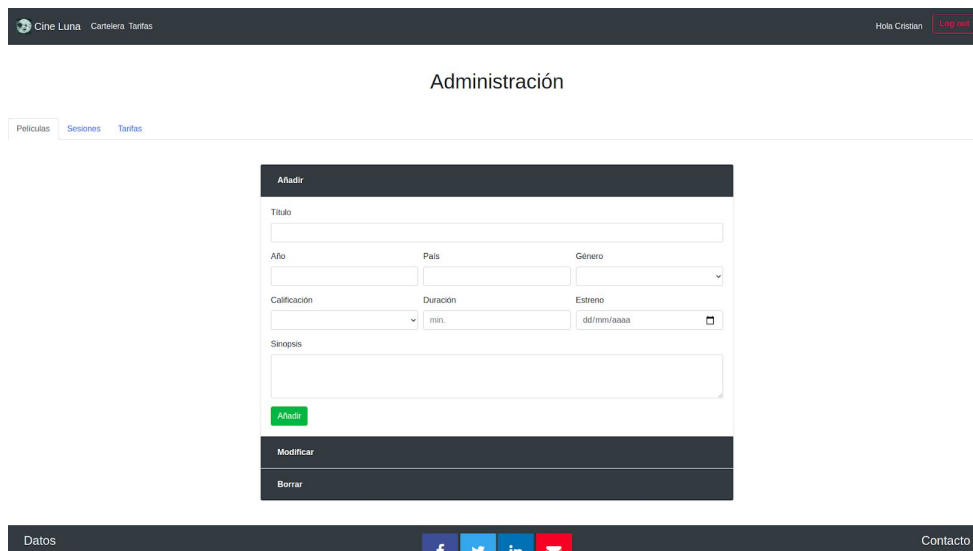 Cine Luna Cartelera Tarifas Hola Cristian Log out
Administración
Películas Sesiones Tarifas
Añadir
Título
Año País Género
Calificación Duración Estreno
min. dd/mm/aaaa
Sinopsis
Añadir
Modificar
Borrar
Datos Contacto